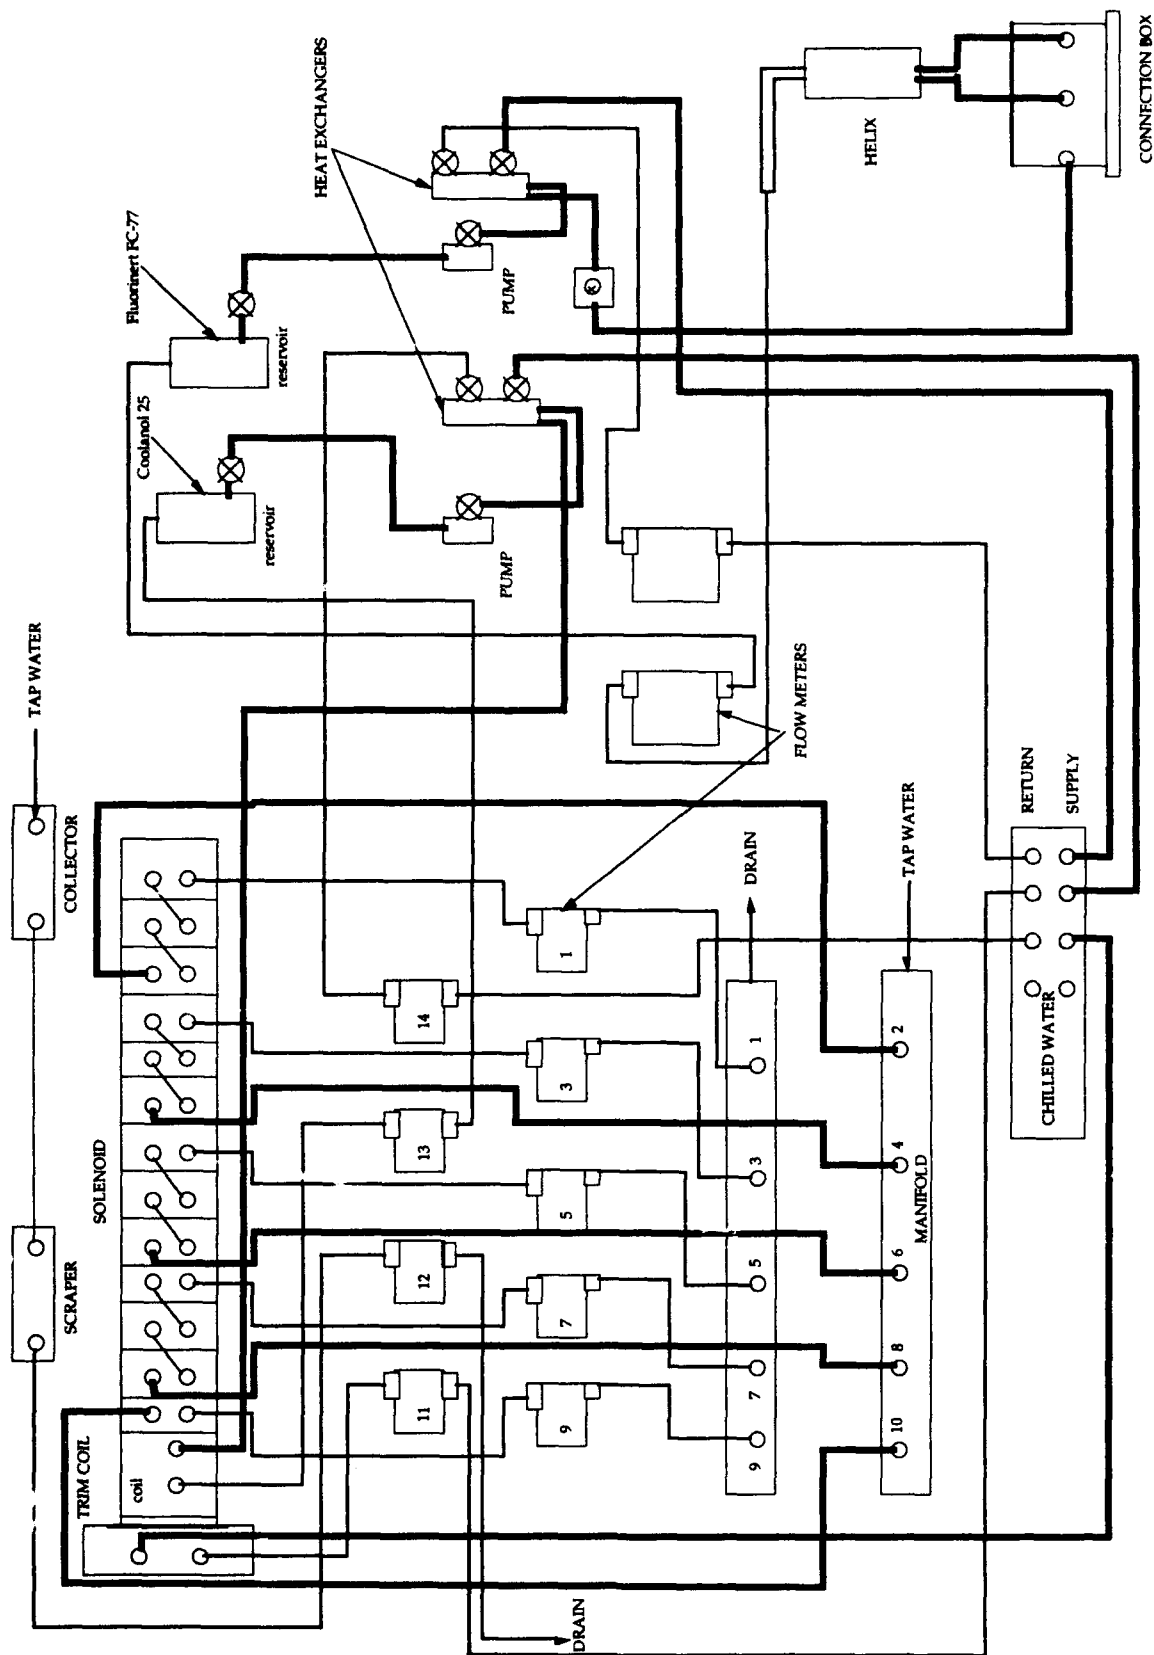 TAP WATER
COLLECTOR
SCRAPER
SOLENOID
TRIM COIL
coil
Coolanol 25
reservoir
Fluorinert FC-77
reservoir
HEAT EXCHANGERS
PUMP
PUMP
HELIX
CONNECTION BOX
FLOW METERS
11
12
13
14
9
7
5
3
1
DRAIN
DRAIN
9
7
5
3
1
10
8
6
4
2
MANIFOLD
TAP WATER
CHILLED WATER
RETURN
SUPPLY